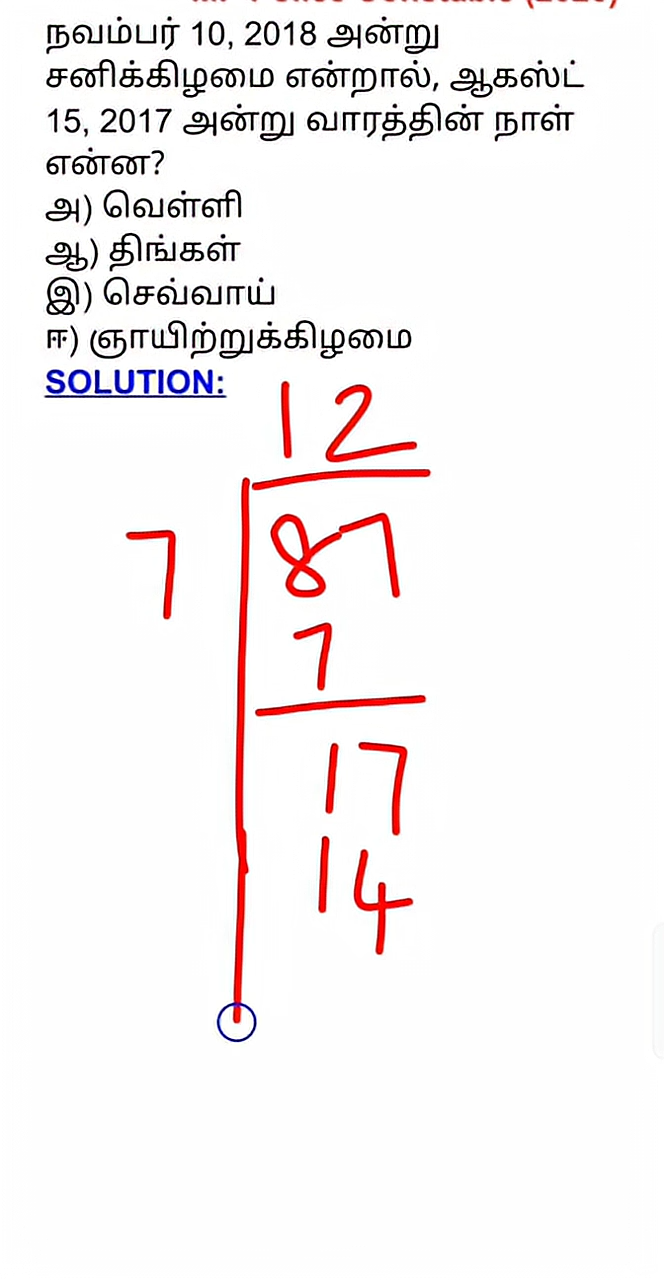 நவம்பர் 10, 2018 அன்று
சனிக்கிழமை என்றால், ஆகஸ்ட்
15, 2017 அன்று வாரத்தின் நாள்
என்ன?
அ) வெள்ளி
ஆ) திங்கள்
இ) செவ்வாய்
ஈ) ஞாயிற்றுக்கிழமை
SOLUTION:
12
7 87
7
17
14